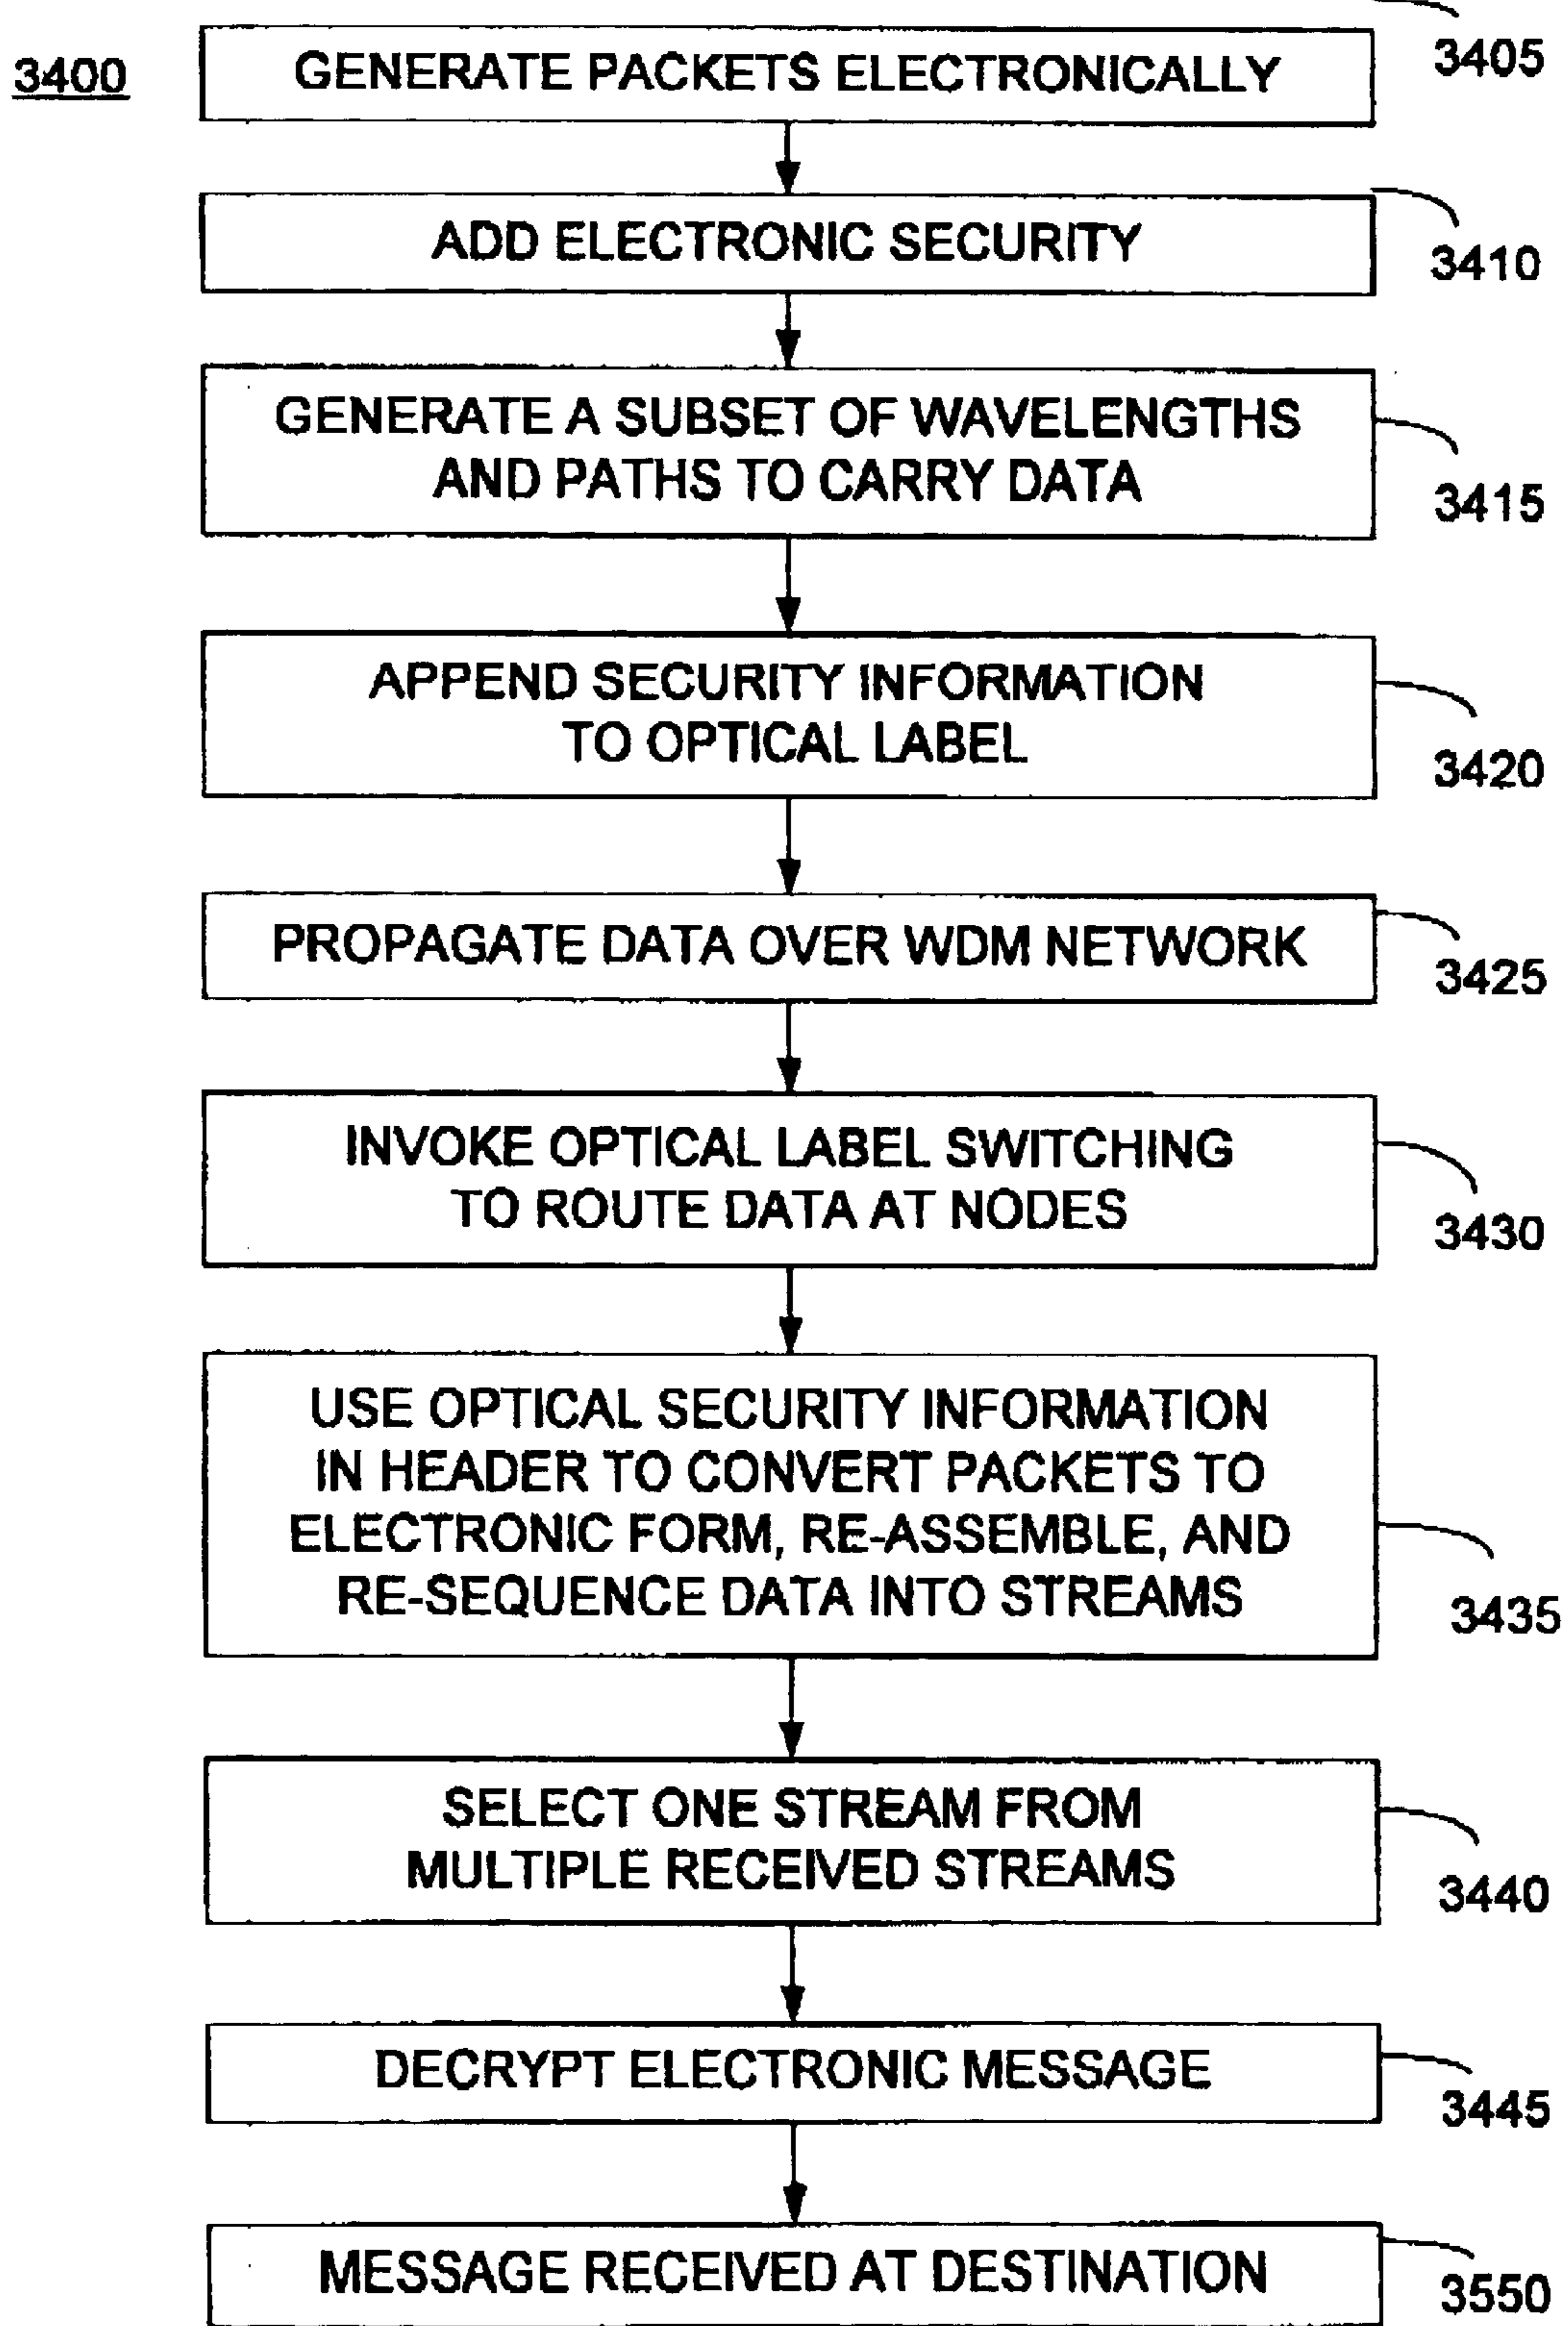 3400
GENERATE PACKETS ELECTRONICALLY
3405
ADD ELECTRONIC SECURITY
3410
GENERATE A SUBSET OF WAVELENGTHS
AND PATHS TO CARRY DATA
3415
APPEND SECURITY INFORMATION
TO OPTICAL LABEL
3420
PROPAGATE DATA OVER WDM NETWORK
3425
INVOKE OPTICAL LABEL SWITCHING
TO ROUTE DATA AT NODES
3430
USE OPTICAL SECURITY INFORMATION
IN HEADER TO CONVERT PACKETS TO
ELECTRONIC FORM, RE-ASSEMBLE, AND
RE-SEQUENCE DATA INTO STREAMS
3435
SELECT ONE STREAM FROM
MULTIPLE RECEIVED STREAMS
3440
DECRYPT ELECTRONIC MESSAGE
3445
MESSAGE RECEIVED AT DESTINATION
3550